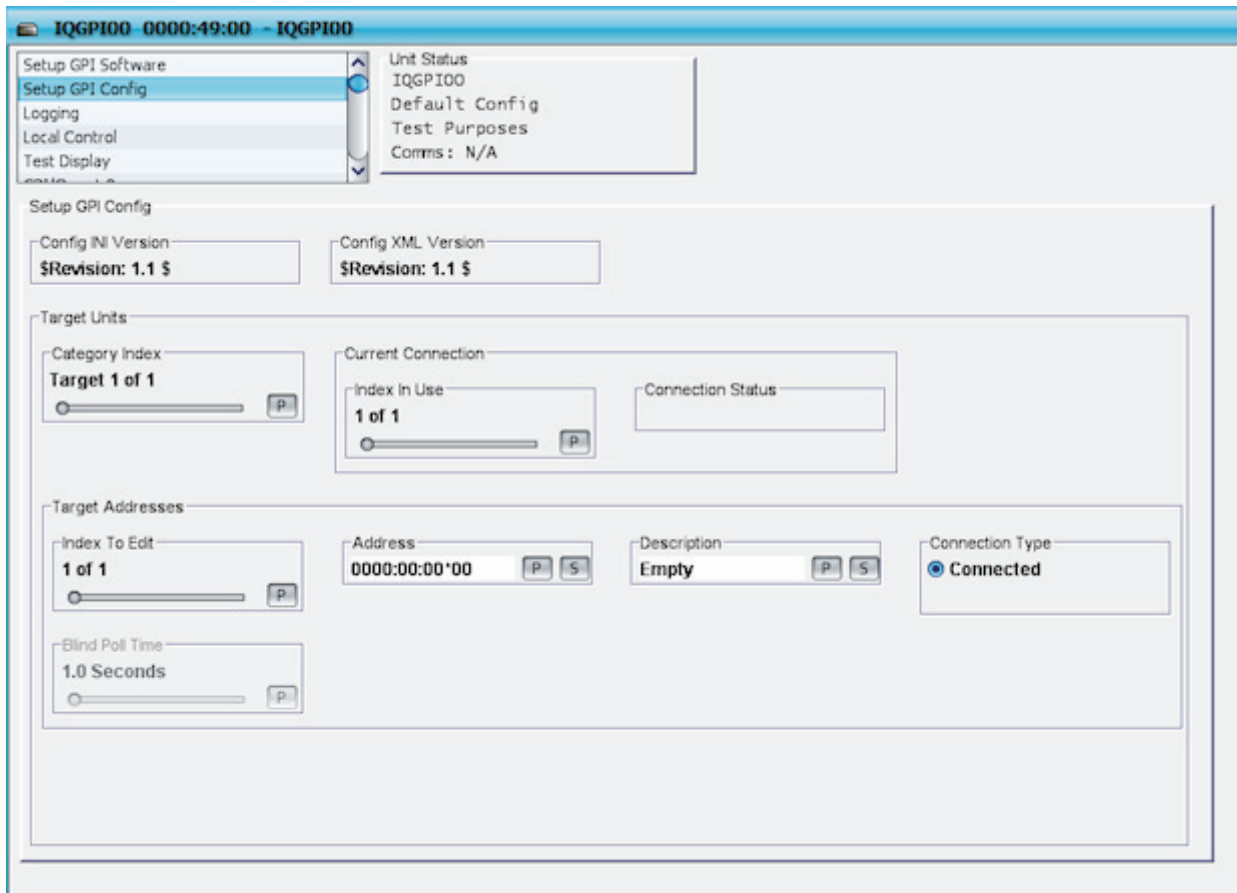 IQGPI00 0000:49:00 - IQGPI00
Setup GPI Software
Setup GPI Config
Logging
Local Control
Test Display
Unit Status
IQGPI00
Default Config
Test Purposes
Comms: N/A
Setup GPI Config
Config INI Version
$Revision: 1.1 $
Config XML Version
$Revision: 1.1 $
Target Units
Category Index
Target 1 of 1
P
Current Connection
Index In Use
1 of 1
P
Connection Status
Target Addresses
Index To Edit
1 of 1
P
Address
0000:00:00*00
P S
Description
Empty
P S
Connection Type
Connected
Blind Poll Time
1.0 Seconds
P